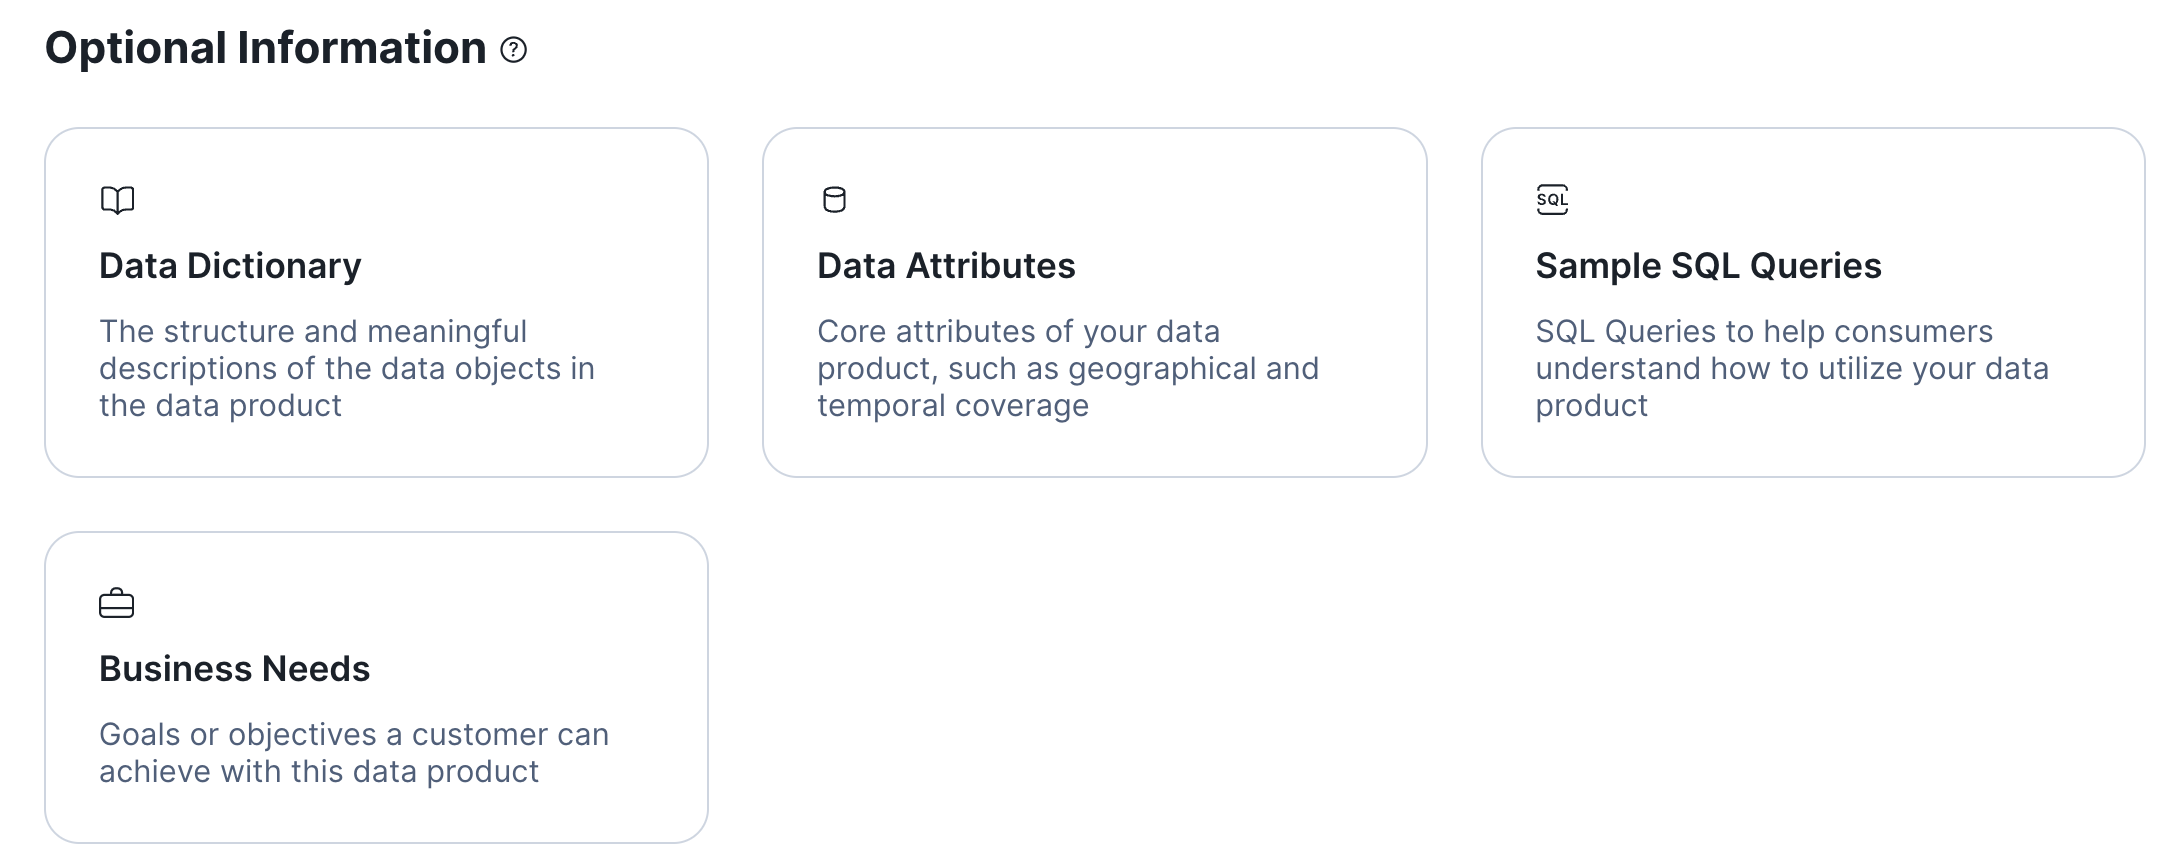 Optional Information ?
Data Dictionary
The structure and meaningful
descriptions of the data objects in
the data product
Data Attributes
Core attributes of your data
product, such as geographical and
temporal coverage
SQL
Sample SQL Queries
SQL Queries to help consumers
understand how to utilize your data
product
Business Needs
Goals or objectives a customer can
achieve with this data product